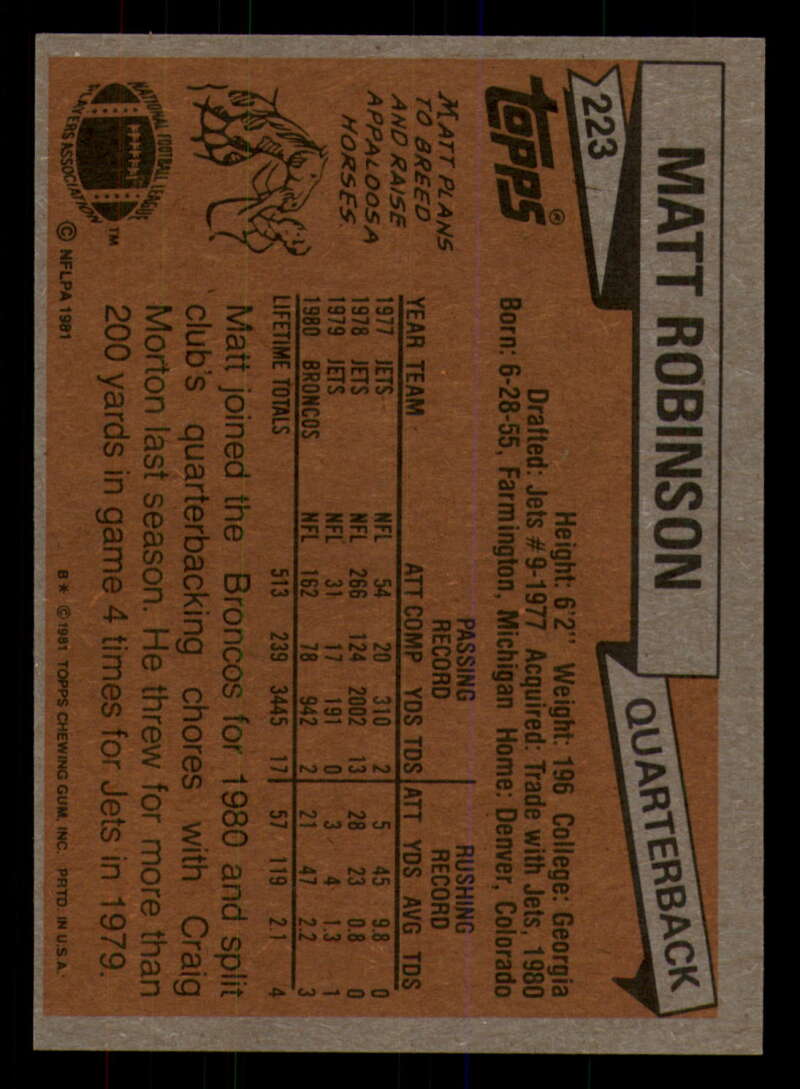 223
MATT ROBINSON
QUARTERBACK
TOPPS®
Height: 6'2" Weight: 196 College: Georgia
Drafted: Jets #9-1977 Acquired: Trade with Jets, 1980
Born: 6-28-55, Farmington, Michigan Home: Denver, Colorado
MATT PLANS
TO BREED
AND RAISE
APPALOOSA
HORSES.
PASSING RUSHING
RECORD RECORD
YEAR TEAM ATT COMP YDS TDS ATT YDS AVG TDS
1977 JETS NFL 54 20 310 2 5 45 9.8 0
1978 JETS NFL 266 124 2002 13 28 23 0.8 0
1979 JETS NFL 31 17 191 0 3 4 1.3 1
1980 BRONCOS NFL 162 78 942 2 21 47 2.2 3
LIFETIME TOTALS 513 239 3445 17 57 119 2.1 4
Matt joined the Broncos for 1980 and split
club's quarterbacking chores with Craig
Morton last season. He threw for more than
200 yards in game 4 times for Jets in 1979.
NATIONAL FOOTBALL LEAGUE
PLAYERS ASSOCIATION
TM
© NFLPA 1981
B* © 1981 TOPPS CHEWING GUM, INC. PRTD. IN U.S.A.